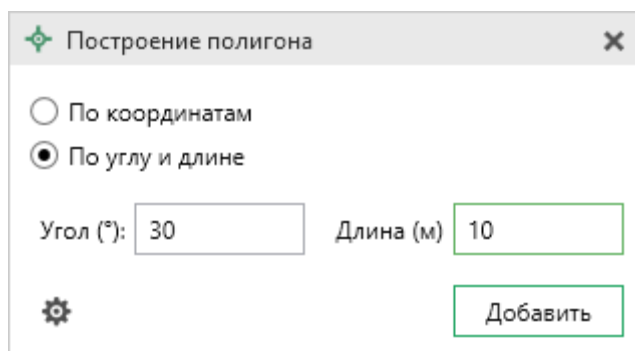 Построение полигона
По координатам
По углу и длине
Угол (°): 30 Длина (м) 10
Добавить